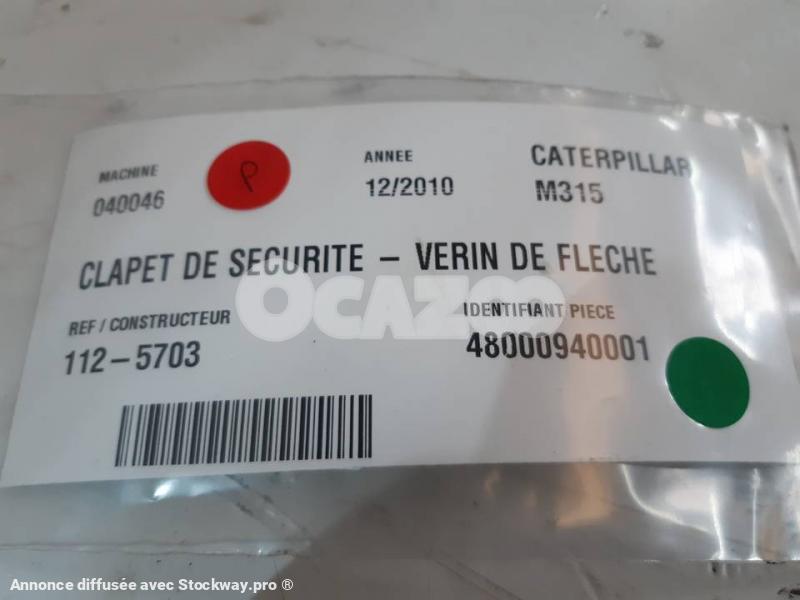 MACHINE
040046
P
ANNEE
12/2010
CATERPILLAR
M315
CLAPET DE SECURITE – VERIN DE FLECHE
OCAZOO
REF / CONSTRUCTEUR
112-5703
IDENTIFIANT PIECE
48000940001
Annonce diffusée avec Stockway.pro ®